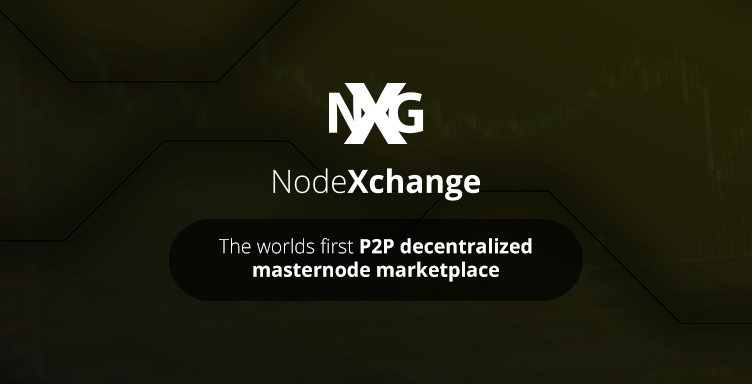 NXG
NodeXchange
The worlds first P2P decentralized
masternode marketplace